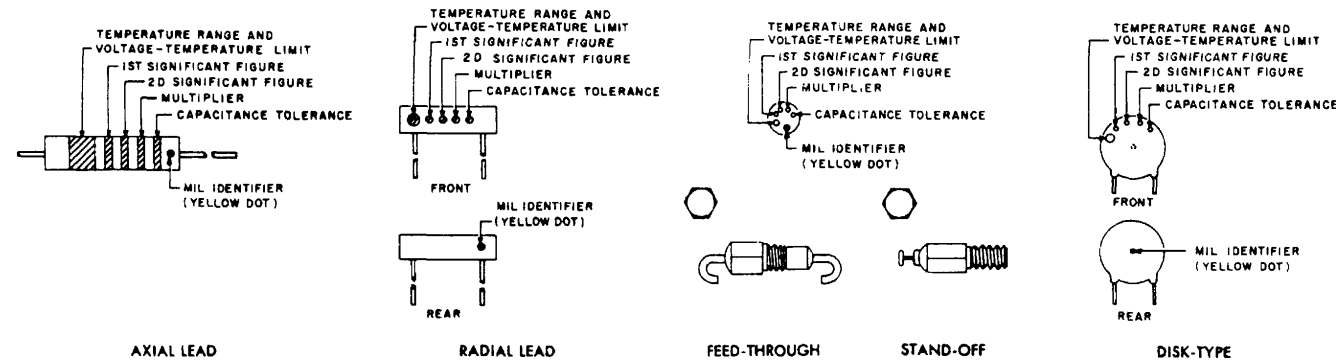 TEMPERATURE RANGE AND
VOLTAGE-TEMPERATURE LIMIT
1ST SIGNIFICANT FIGURE
2D SIGNIFICANT FIGURE
MULTIPLIER
CAPACITANCE TOLERANCE
MIL IDENTIFIER
(YELLOW DOT)
AXIAL LEAD
TEMPERATURE RANGE AND
VOLTAGE-TEMPERATURE LIMIT
1ST SIGNIFICANT FIGURE
2D SIGNIFICANT FIGURE
MULTIPLIER
CAPACITANCE TOLERANCE
FRONT
MIL IDENTIFIER
(YELLOW DOT)
REAR
RADIAL LEAD
TEMPERATURE RANGE AND
VOLTAGE-TEMPERATURE LIMIT
1ST SIGNIFICANT FIGURE
2D SIGNIFICANT FIGURE
MULTIPLIER
CAPACITANCE TOLERANCE
MIL IDENTIFIER
(YELLOW DOT)
FEED-THROUGH
STAND-OFF
TEMPERATURE RANGE AND
VOLTAGE-TEMPERATURE LIMIT
1ST SIGNIFICANT FIGURE
2D SIGNIFICANT FIGURE
MULTIPLIER
CAPACITANCE TOLERANCE
FRONT
MIL IDENTIFIER
(YELLOW DOT)
REAR
DISK-TYPE